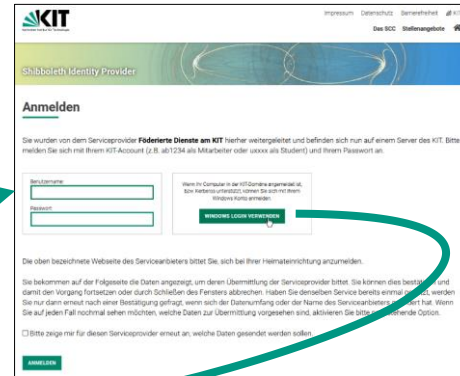 Impressum Datenschutz Barrierefreiheit KIT
KIT
Das SCC Stellenangebote
Shibboleth Identity Provider
Anmelden
Sie wurden von dem Serviceprovider Föderierte Dienste am KIT hierher weitergeleitet und befinden sich nun auf einem Server des KIT. Bitte
melden Sie sich mit Ihrem KIT-Account (z.B. ab1234 als Mitarbeiter oder uxxxx als Student) und Ihrem Passwort an.
Benutzername
Passwort
Wenn Ihr Computer in der KIT-Domäne angemeldet ist,
bzw. Kerberos unterstützt, können Sie sich mit Ihrem
Windows Konto anmelden.
WINDOWS LOGIN VERWENDEN
Die oben bezeichnete Webseite des Serviceanbieters bittet Sie, sich bei Ihrer Heimateinrichtung anzumelden.
Sie bekommen auf der Folgeseite die Daten angezeigt, um deren Übermittlung der Serviceprovider bittet. Sie können dies und
damit den Vorgang fortsetzen oder durch Schließen des Fensters abbrechen. Haben Sie denselben Service bereits einmal werden
Sie nur dann erneut nach einer Bestätigung gefragt, wenn sich der Datenumfang oder der Name des Serviceanbieters hat. Wenn
Sie auf jeden Fall nochmal sehen möchten, welche Daten zur Übermittlung vorgesehen sind, aktivieren Sie bitte Option.
Bitte zeige mir für diesen Serviceprovider erneut an, welche Daten gesendet werden sollen.
ANMELDEN